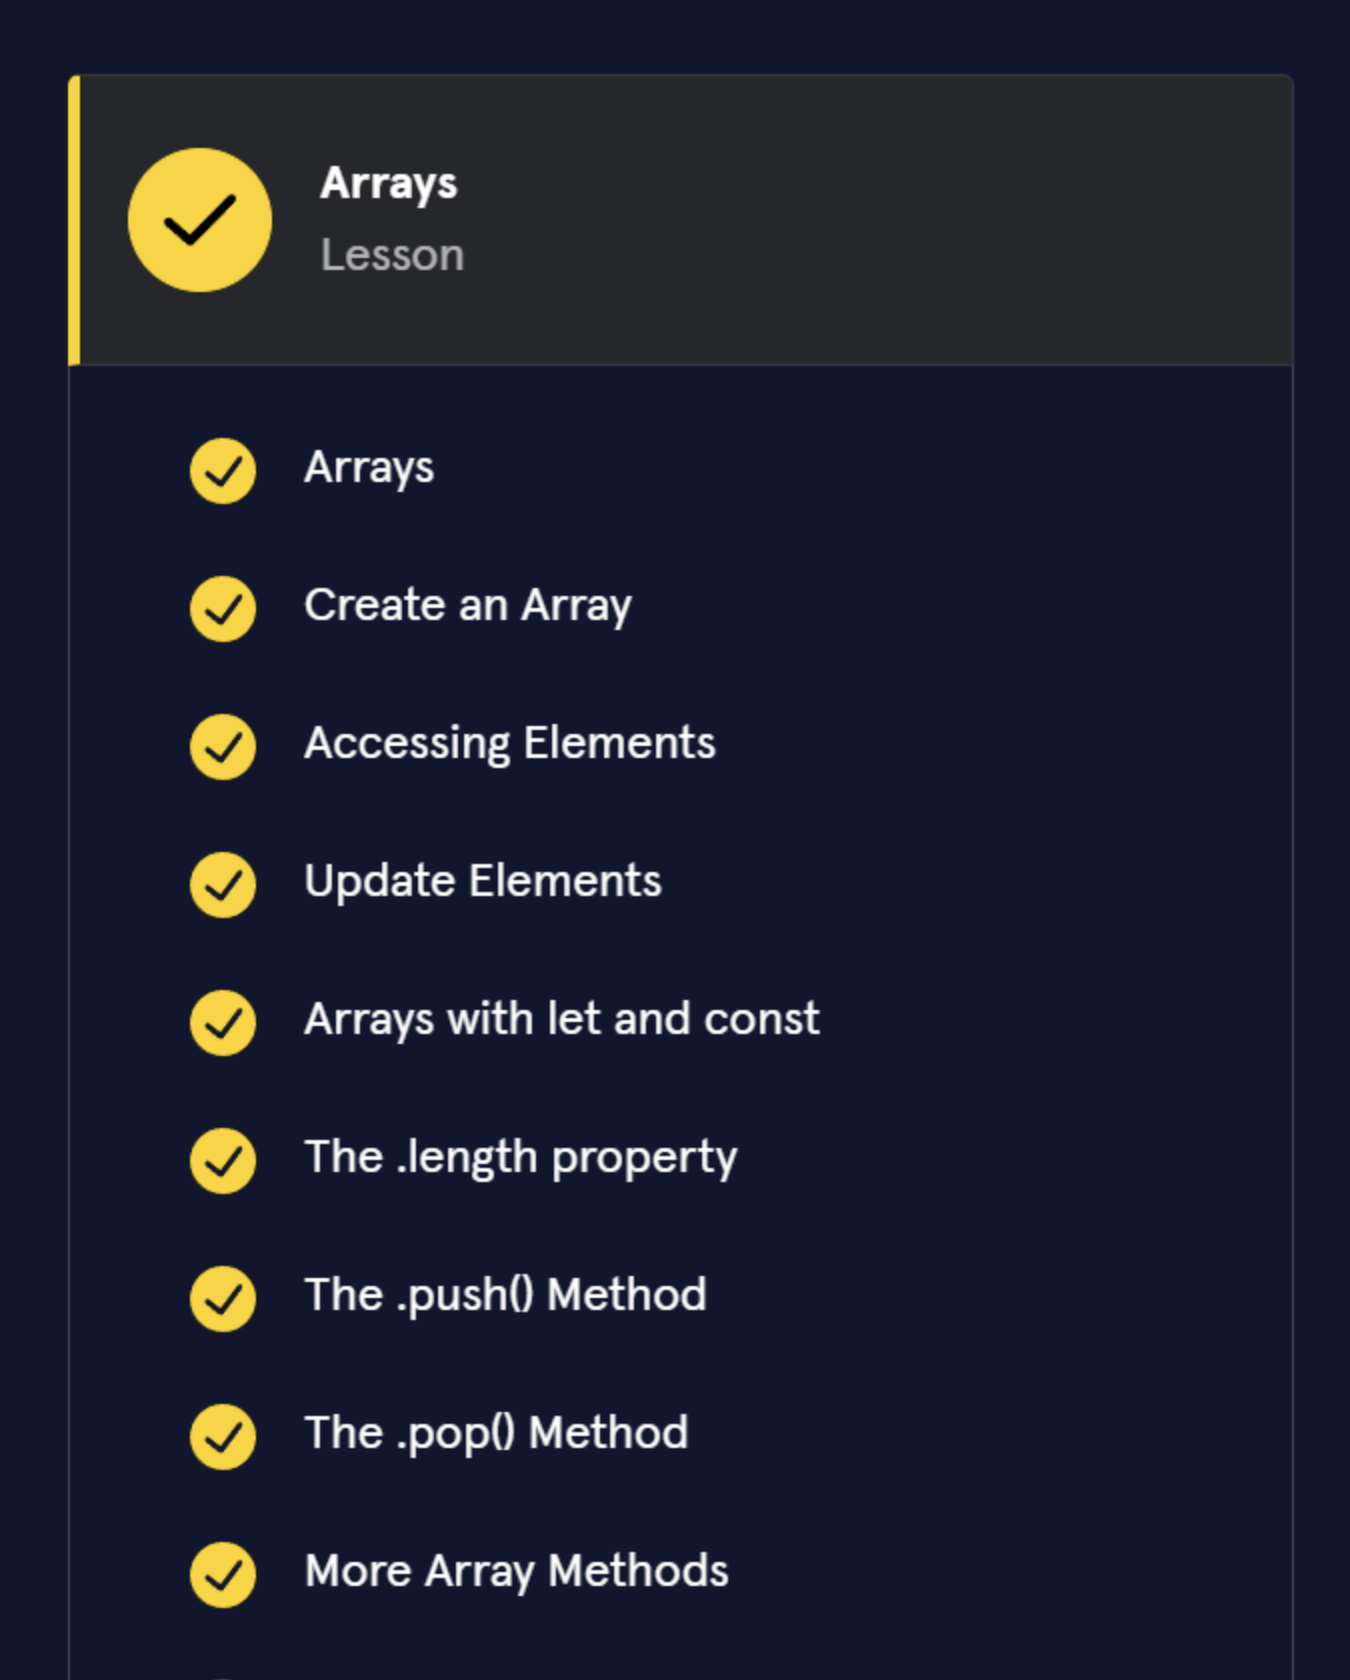 Arrays
Lesson
Arrays
Create an Array
Accessing Elements
Update Elements
Arrays with let and const
The .length property
The .push() Method
The .pop() Method
More Array Methods